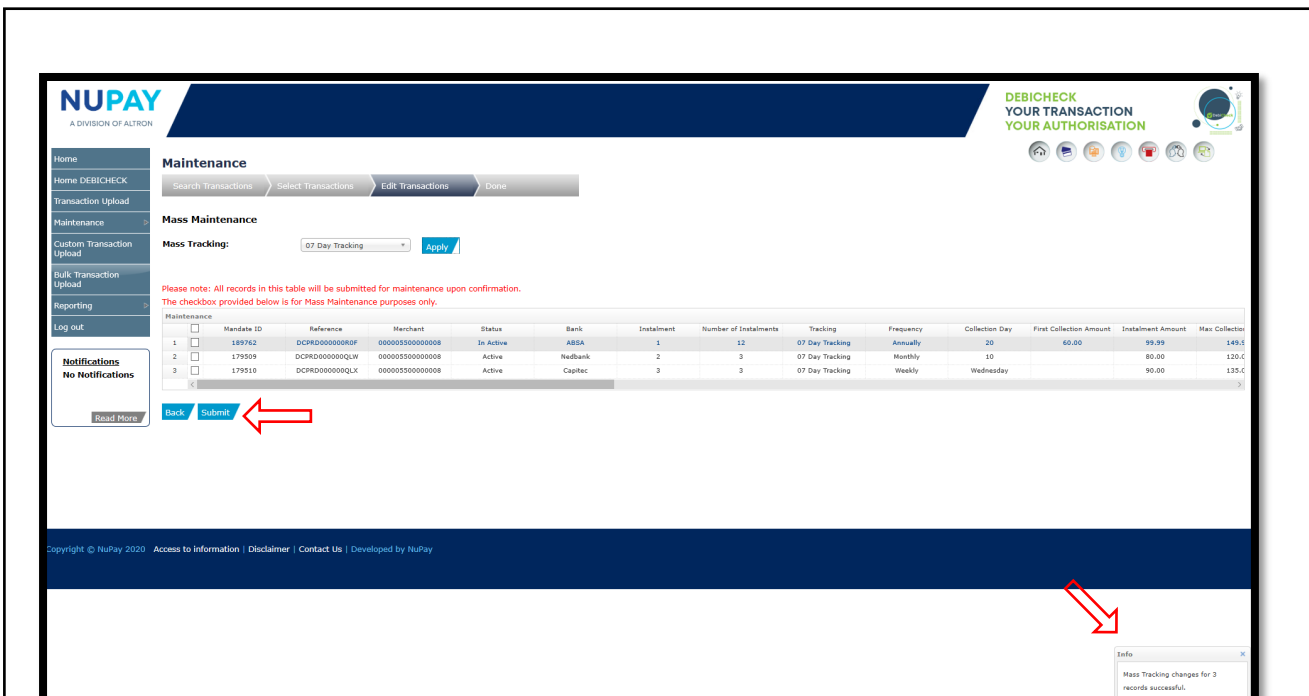 NUPAY
A DIVISION OF ALTRON
DEBICHECK
YOUR TRANSACTION
YOUR AUTHORISATION
Home
Home DEBICHECK
Transaction Upload
Maintenance
Custom Transaction
Upload
Bulk Transaction
Upload
Reporting
Log out
Notifications
No Notifications
Read More
Maintenance
Search Transactions Select Transactions Edit Transactions Done
Mass Maintenance
Mass Tracking: 07 Day Tracking Apply
Please note: All records in this table will be submitted for maintenance upon confirmation.
The checkbox provided below is for Mass Maintenance purposes only.
Maintenance
Mandate ID Reference Merchant Status Bank Instalment Number of Instalments Tracking Frequency Collection Day First Collection Amount Instalment Amount Max Collection
1 189762 DCPRD000000R0F 000005500000008 In Active ABSA 1 12 07 Day Tracking Annually 20 60.00 99.99 149.9
2 179509 DCPRD000000QLW 000005500000008 Active Nedbank 2 3 07 Day Tracking Monthly 10 80.00 120.0
3 179510 DCPRD000000QLX 000005500000008 Active Capitec 3 3 07 Day Tracking Weekly Wednesday 90.00 135.0
Back Submit
Copyright © NuPay 2020 Access to information | Disclaimer | Contact Us | Developed by NuPay
Info
Mass Tracking changes for 3
records successful.